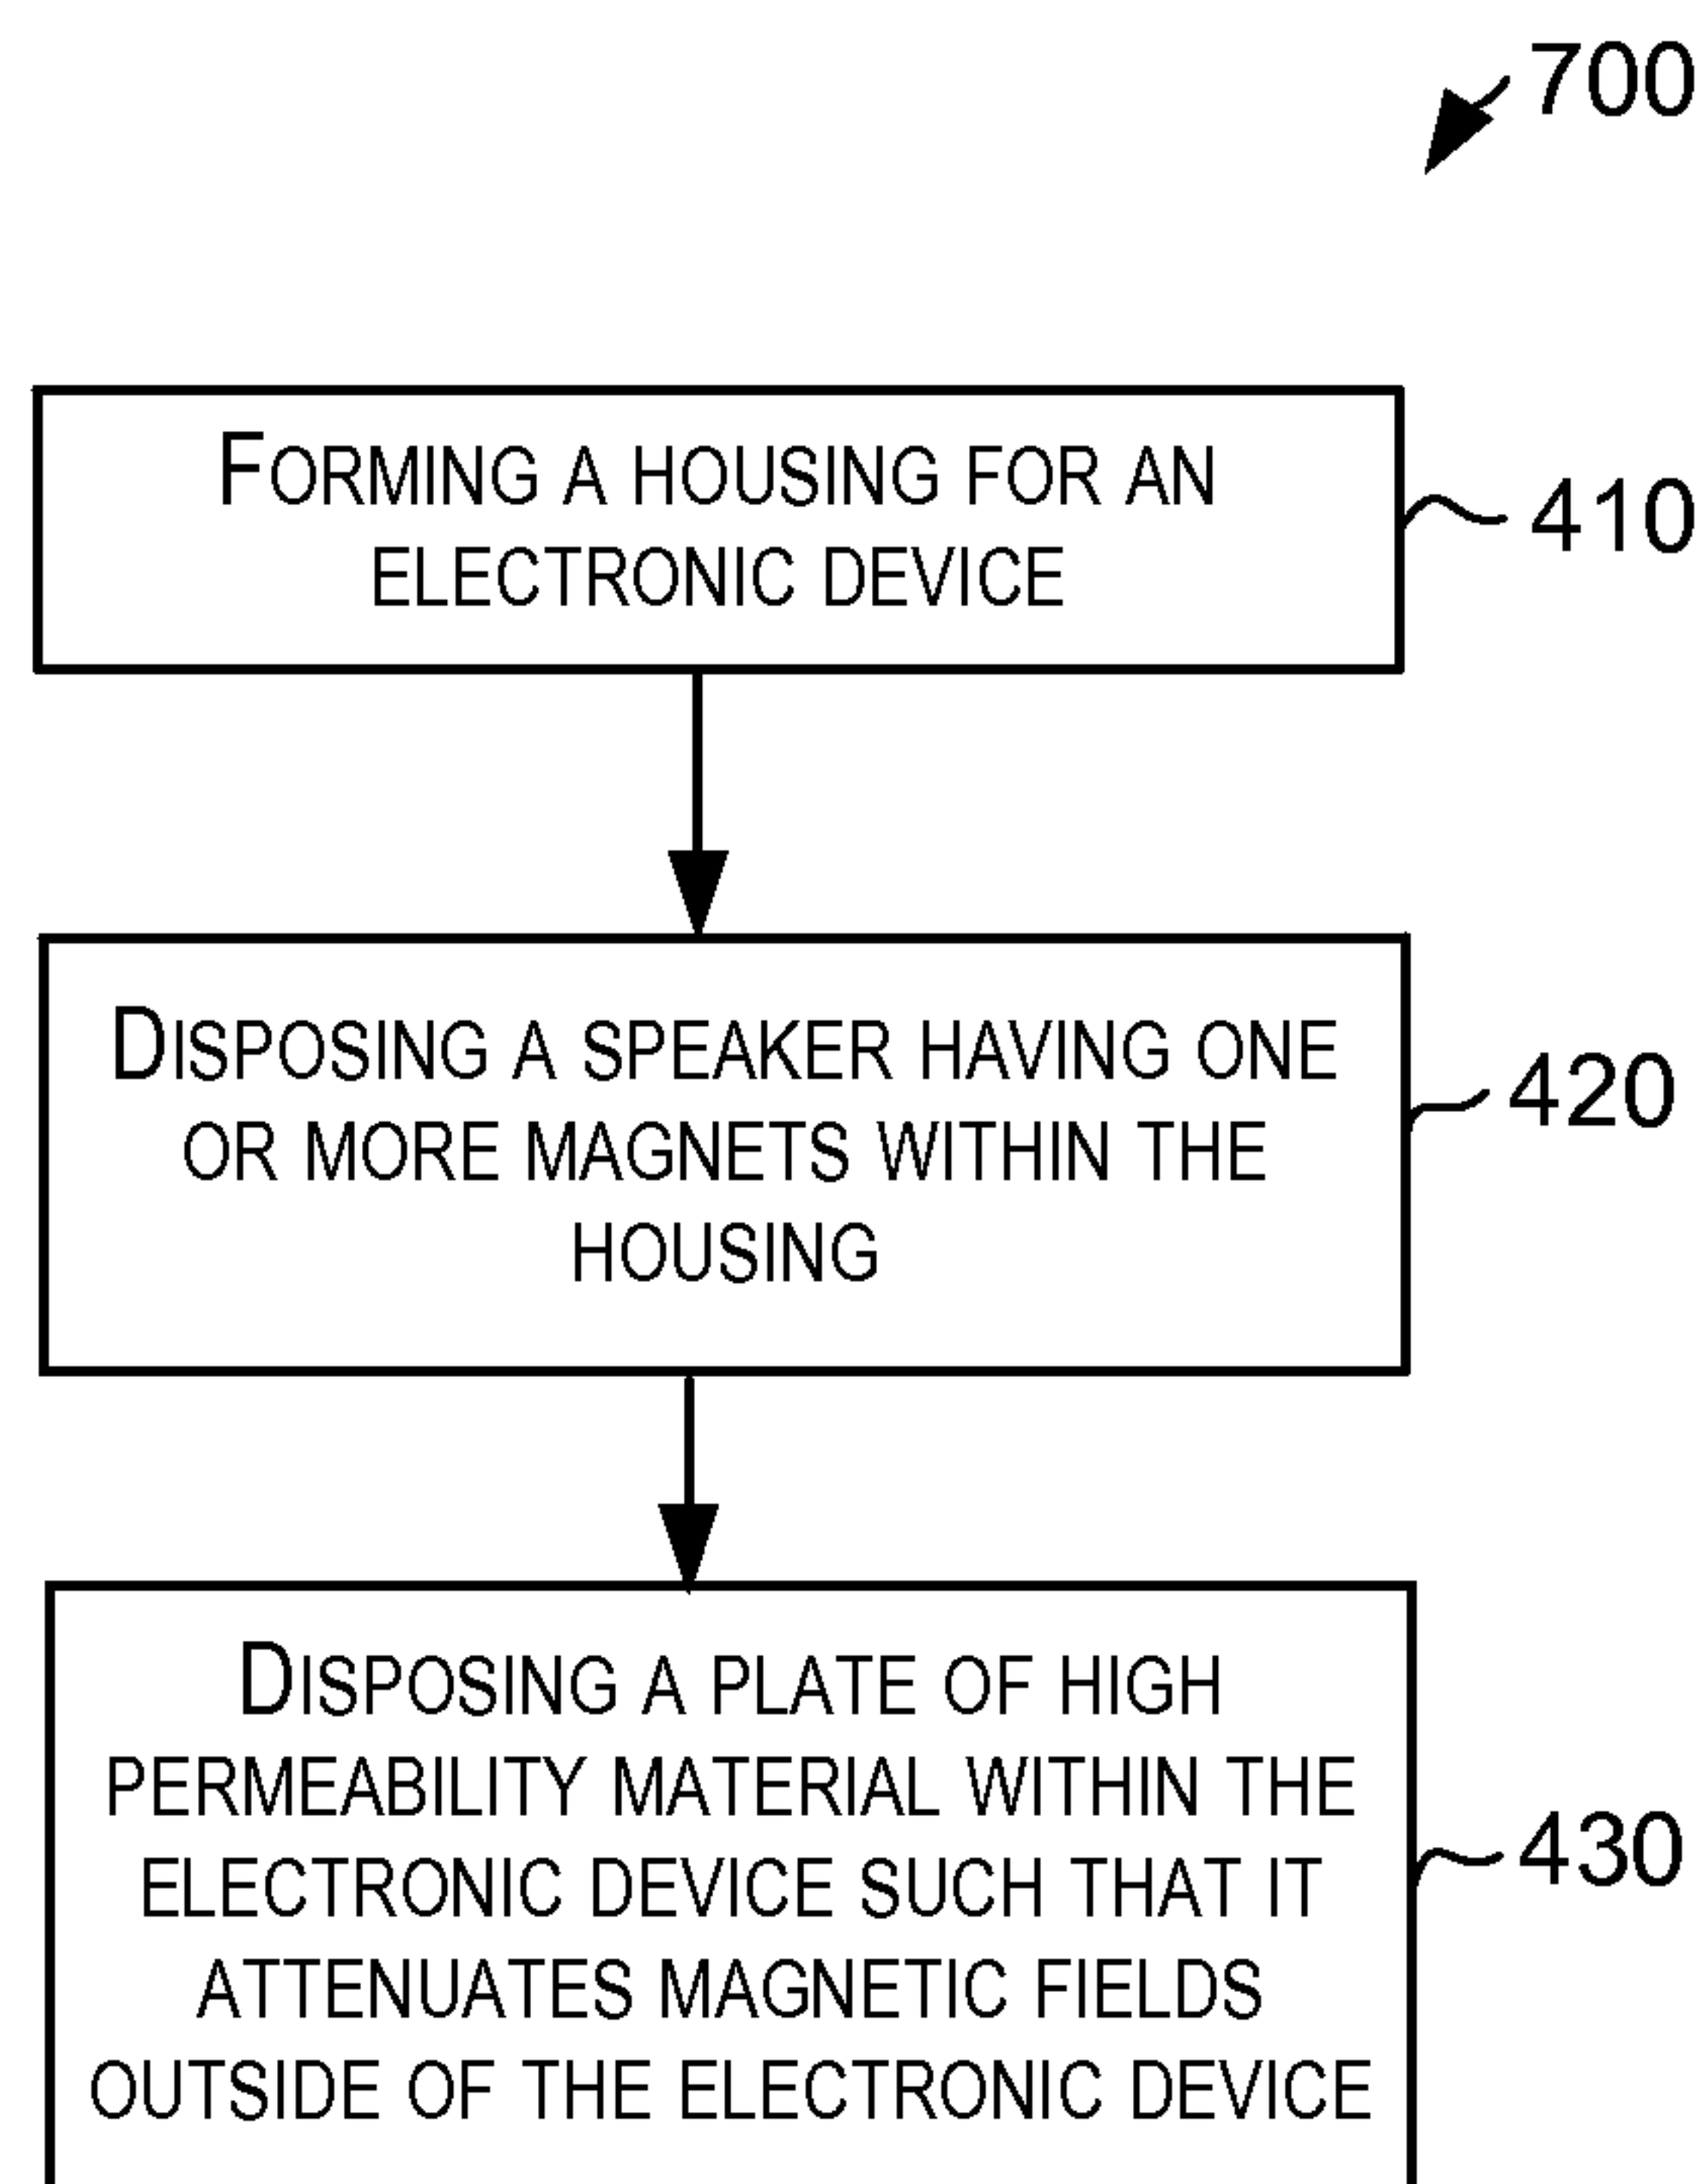 700
FORMING A HOUSING FOR AN
ELECTRONIC DEVICE
410
DISPOSING A SPEAKER HAVING ONE
OR MORE MAGNETS WITHIN THE
HOUSING
420
DISPOSING A PLATE OF HIGH
PERMEABILITY MATERIAL WITHIN THE
ELECTRONIC DEVICE SUCH THAT IT
ATTENUATES MAGNETIC FIELDS
OUTSIDE OF THE ELECTRONIC DEVICE
430